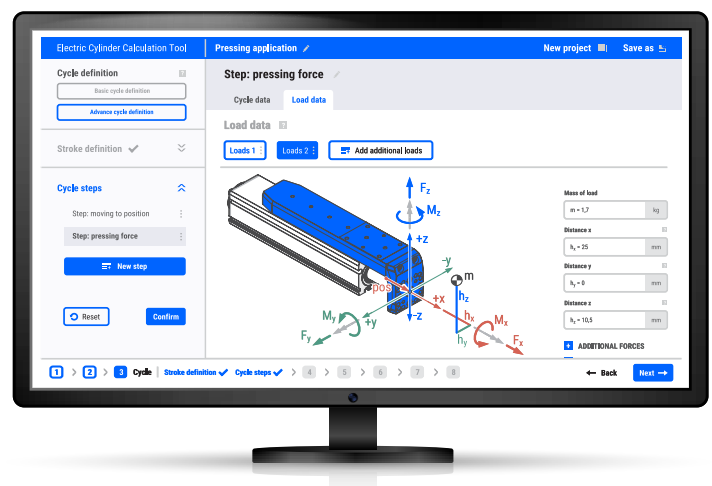 Electric Cylinder Calculation Tool
Pressing application
New project
Save as
Cycle definition
Basic cycle definition
Advance cycle definition
Stroke definition
Cycle steps
Step: moving to position
Step: pressing force
New step
Reset
Confirm
Step: pressing force
Cycle data
Load data
Load data
Loads 1
Loads 2
Add additional loads
Fz
Mz
+z
-y
m
pos
+x
hz
My
+y
-z
hx
Mx
Fy
hy
Fx
Mass of load
m = 1,7
kg
Distance x
hx = 25
mm
Distance y
hy = 0
mm
Distance z
hz = 10,5
mm
ADDITIONAL FORCES
1 > 2 > 3 Cycle | Stroke definition Cycle steps > 4 > 5 > 6 > 7 > 8
Back
Next